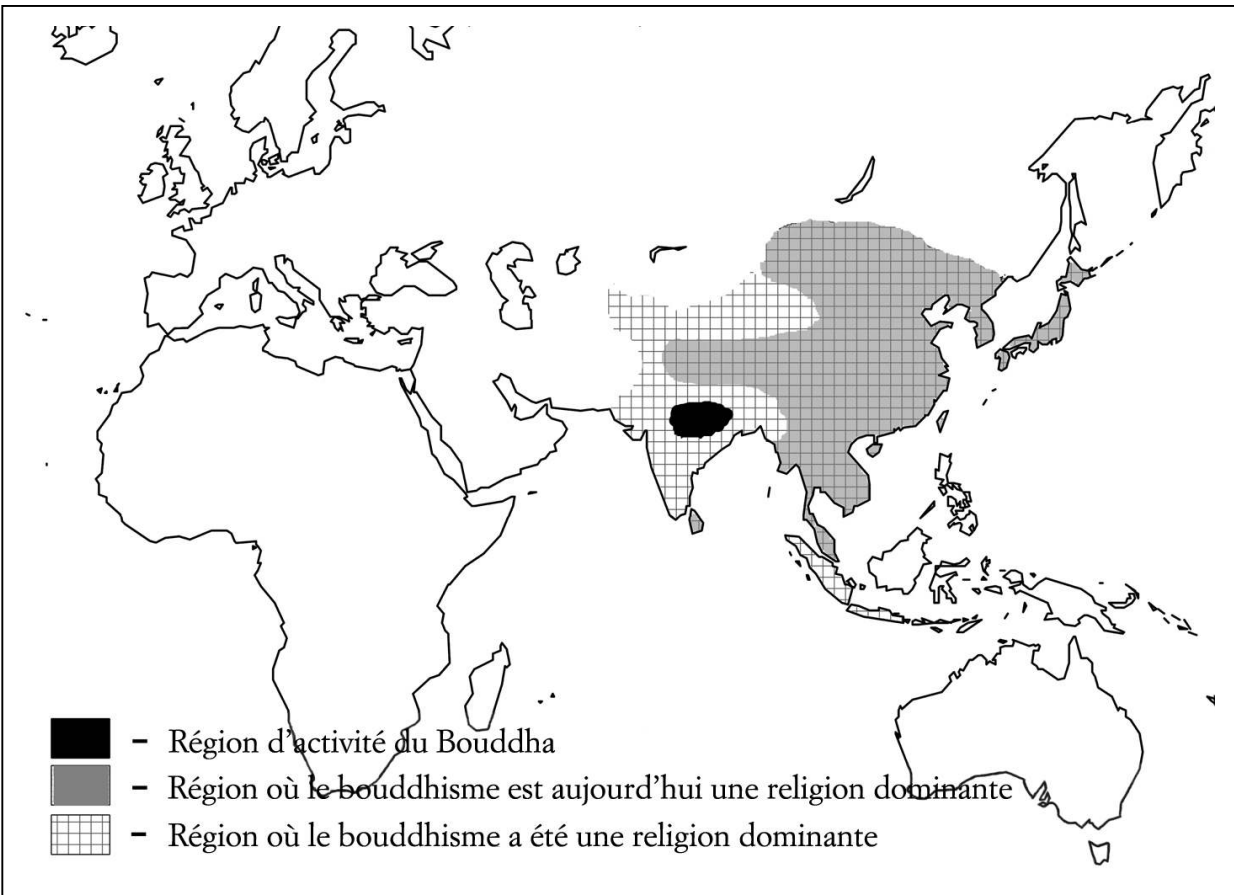 – Région d'activité du Bouddha
– Région où le bouddhisme est aujourd'hui une religion dominante
– Région où le bouddhisme a été une religion dominante